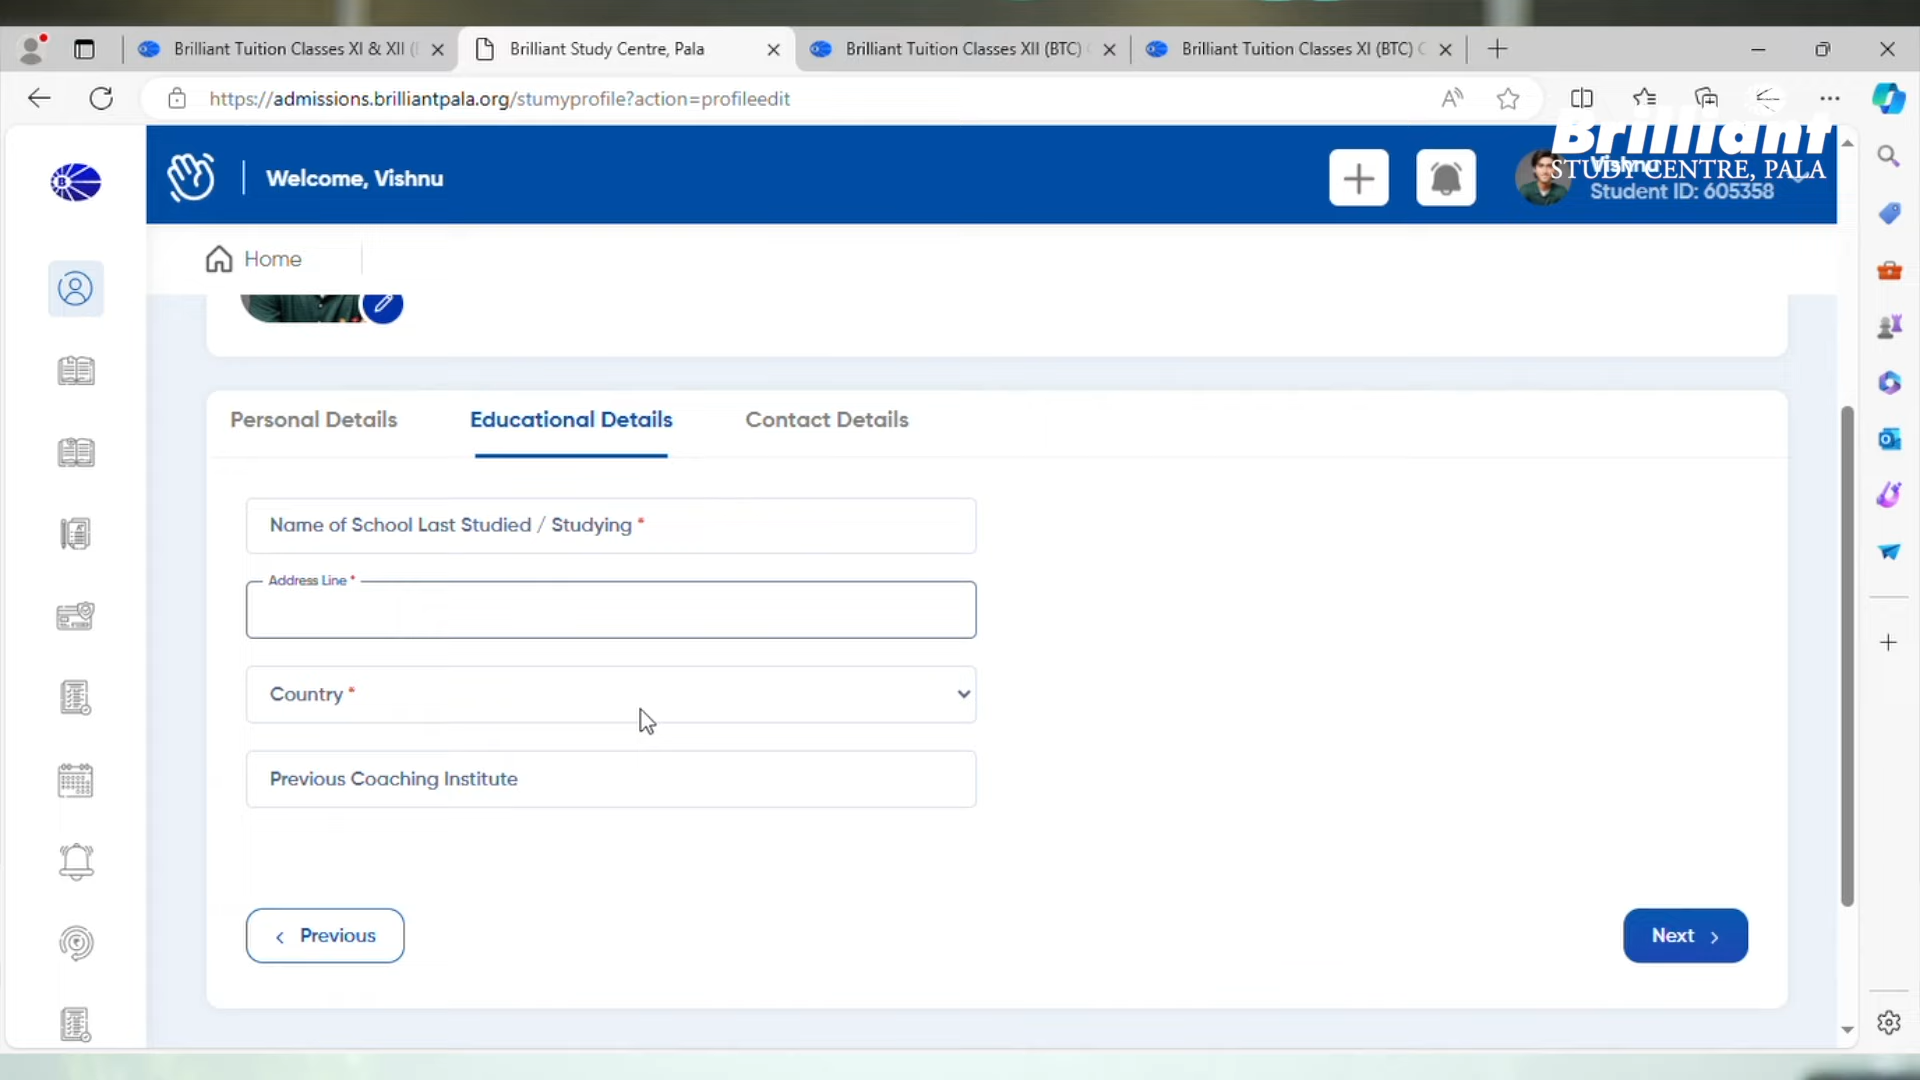 Brilliant Tuition Classes XI & XII (
Brilliant Study Centre, Pala
Brilliant Tuition Classes XII (BTC)
Brilliant Tuition Classes XI (BTC) C
https://admissions.brilliantpala.org/stumyprofile?action=profileedit
Brilliant
STUDY CENTRE, PALA
Welcome, Vishnu
Vishnu
Student ID: 605358
Home
Personal Details
Educational Details
Contact Details
Name of School Last Studied / Studying *
Address Line *
Country *
Previous Coaching Institute
‹ Previous
Next ›